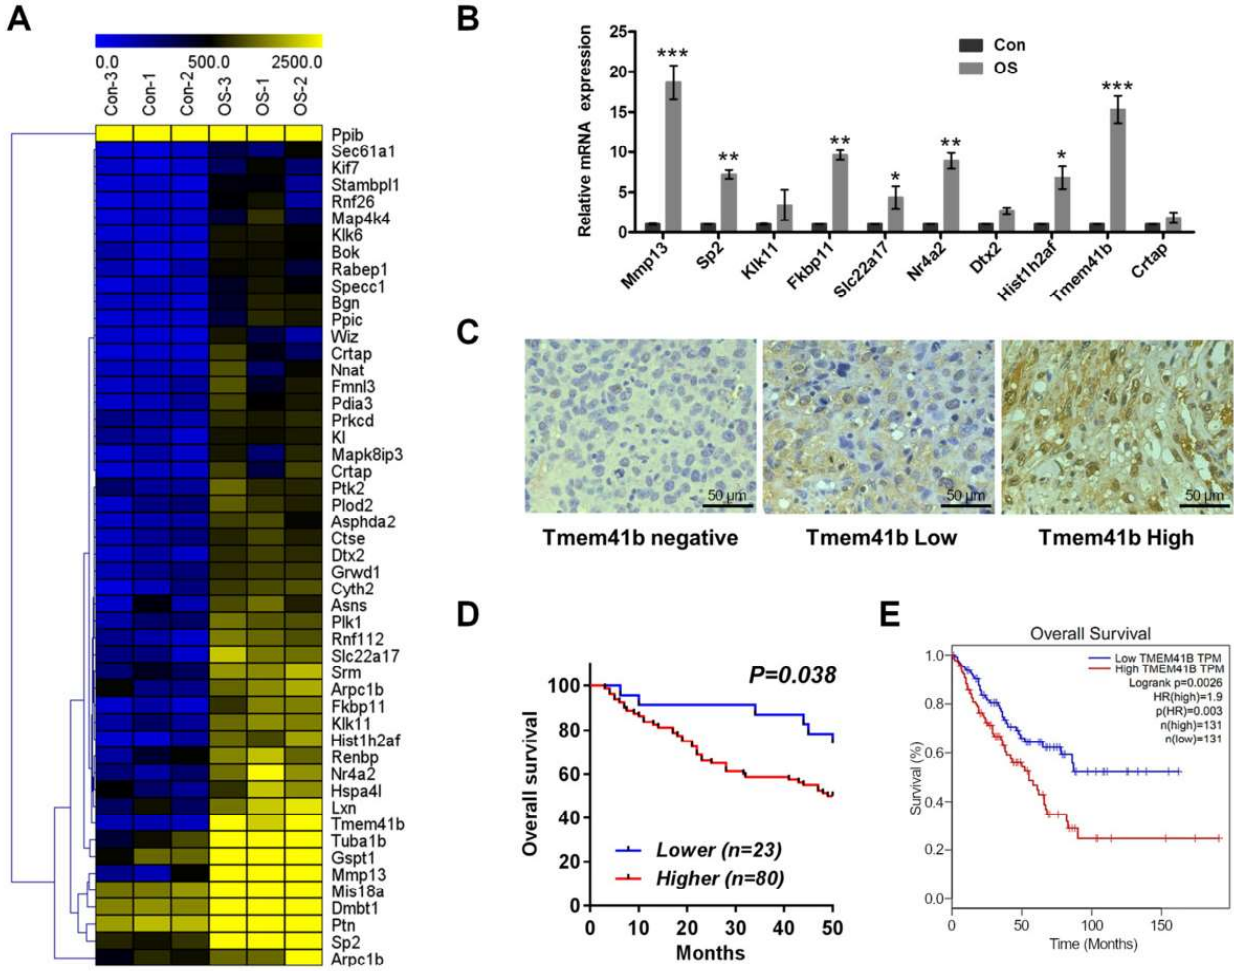 A
0.0 500.0 2500.0
Con-3 Con-1 Con-2 OS-3 OS-1 OS-2
Ppib
Sec61a1
Kif7
Stambpl1
Rnf26
Map4k4
Klk6
Bok
Rabep1
Specc1
Bgn
Ppic
Wiz
Crtap
Nnat
Fmnl3
Pdia3
Prkcd
Kl
Mapk8ip3
Crtap
Ptk2
Plod2
Asphda2
Ctse
Dtx2
Grwd1
Cyth2
Asns
Plk1
Rnf112
Slc22a17
Srm
Arpc1b
Fkbp11
Klk11
Hist1h2af
Renbp
Nr4a2
Hspa4l
Lxn
Tmem41b
Tuba1b
Gspt1
Mmp13
Mis18a
Dmbt1
Ptn
Sp2
Arpc1b
B
Relative mRNA expression
25
20
15
10
5
0
Con
OS
*** ** ** * ** * ***
Mmp13 Sp2 Klk11 Fkbp11 Slc22a17 Nr4a2 Dtx2 Hist1h2af Tmem41b Crtap
C
50 µm 50 µm 50 µm
Tmem41b negative Tmem41b Low Tmem41b High
D
Overall survival
100
80
60
40
20
0
P=0.038
Lower (n=23)
Higher (n=80)
0 10 20 30 40 50
Months
E
Overall Survival
Low TMEM41B TPM
High TMEM41B TPM
Logrank p=0.0026
HR(high)=1.9
p(HR)=0.003
n(high)=131
n(low)=131
Survival (%)
1.0
0.8
0.6
0.4
0.2
0.0
0 50 100 150
Time (Months)